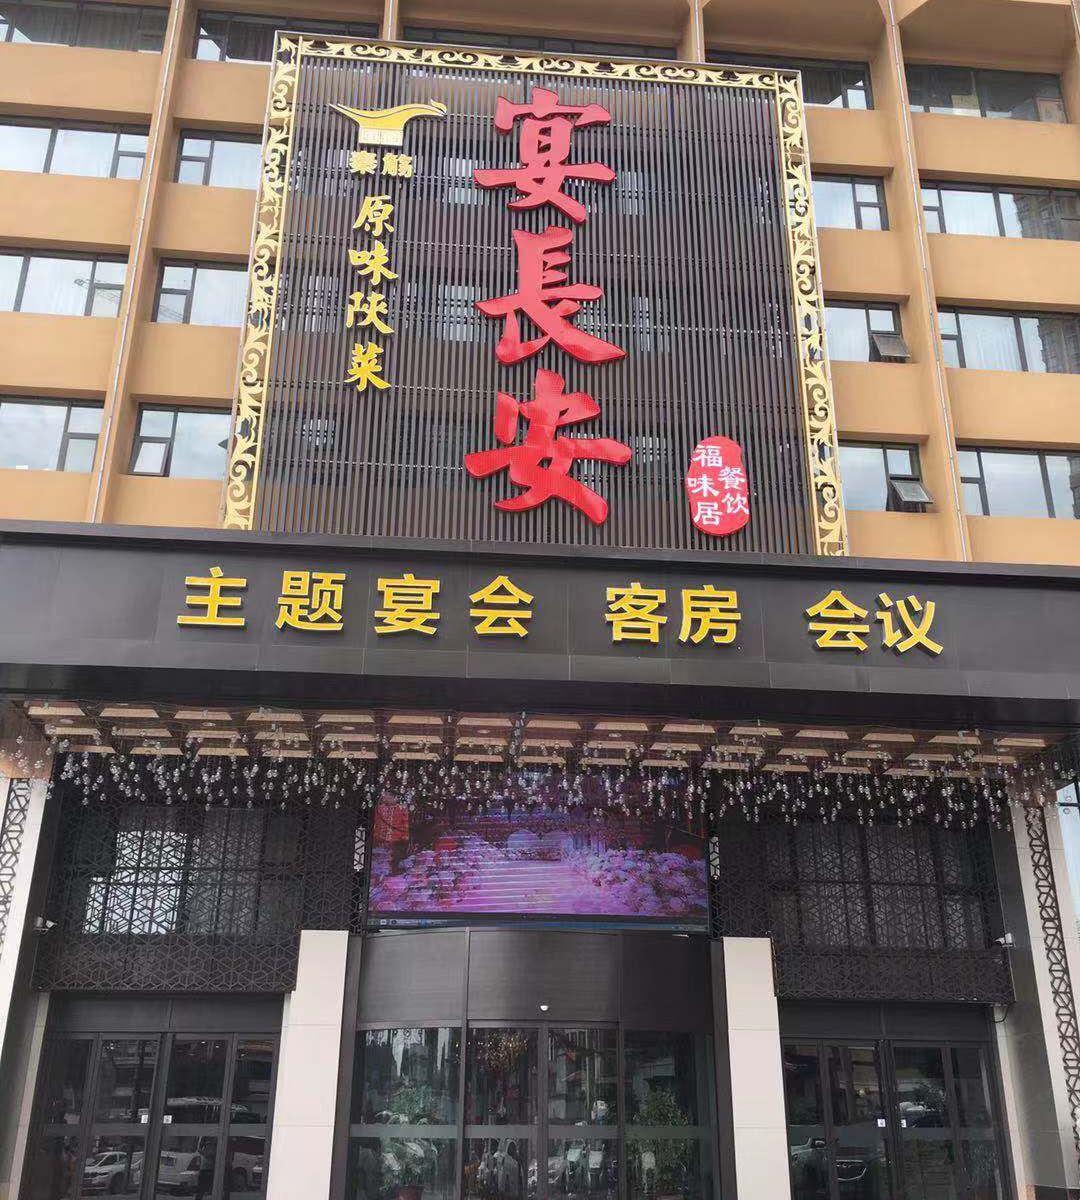 秦觞
原味陕菜
宴長安
福味居
餐饮
主题宴会 客房 会议